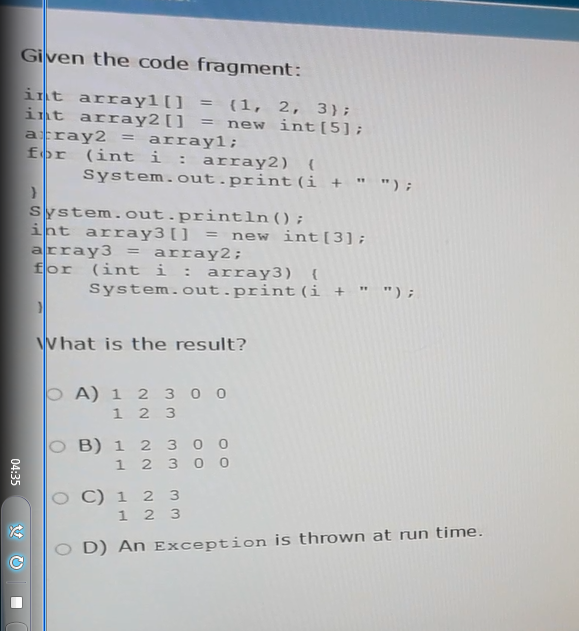 Given the code fragment:
int array1[] = {1, 2, 3};
int array2[] = new int[5];
array2 = array1;
for (int i : array2) {
System.out.print(i + " ");
}
System.out.println();
int array3[] = new int[3];
array3 = array2;
for (int i : array3) {
System.out.print(i + " ");
}
What is the result?
A) 1 2 3 0 0
1 2 3
B) 1 2 3 0 0
1 2 3 0 0
C) 1 2 3
1 2 3
D) An Exception is thrown at run time.
04:35